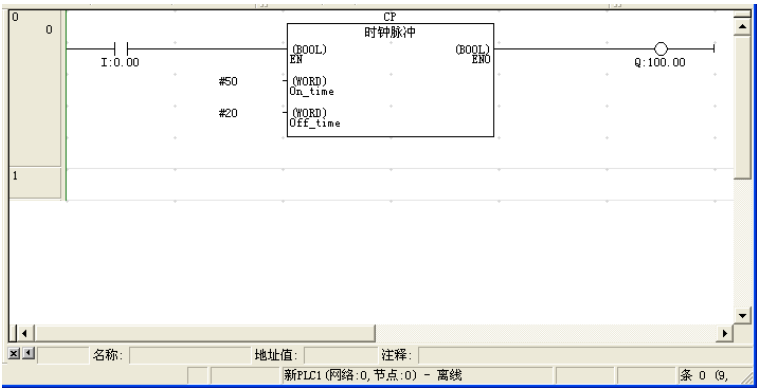 0
0
CP
时钟脉冲
(BOOL)
EN
(BOOL)
ENO
I:0.00
Q:100.00
#50
(WORD)
On_time
#20
(WORD)
Off_time
1
名称:
地址值:
注释:
新PLC1(网络:0,节点:0) - 离线
条 0 (9,